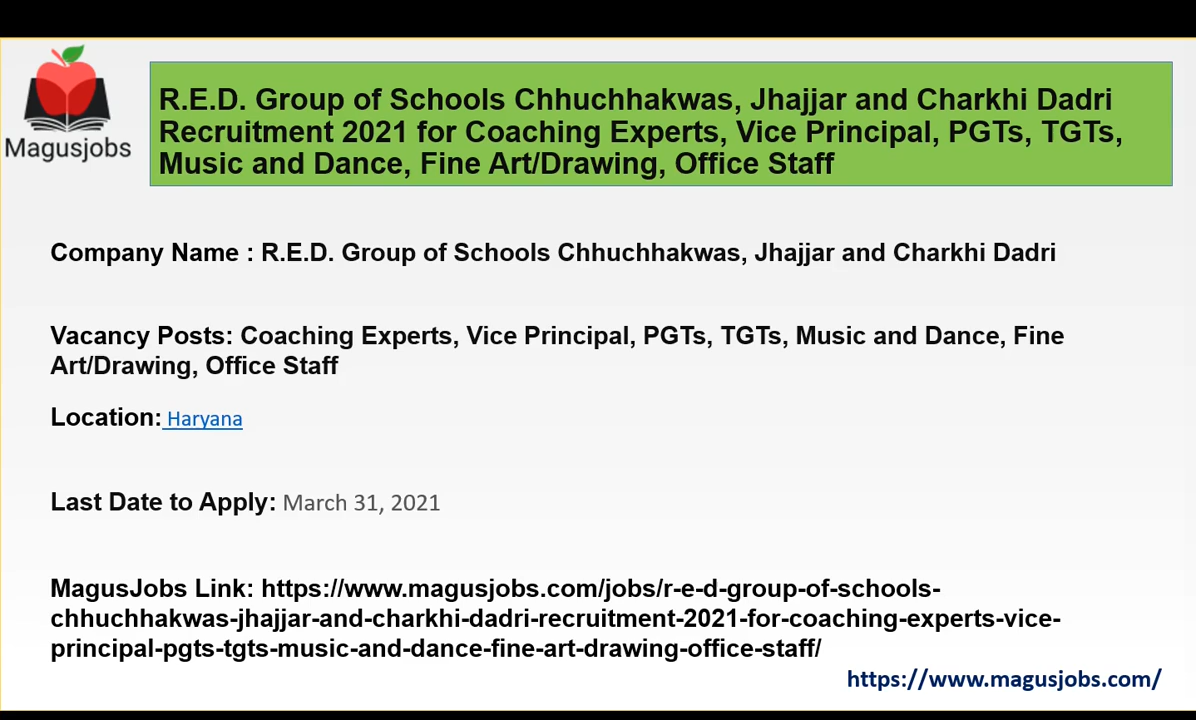 Magusjobs
R.E.D. Group of Schools Chhuchhakwas, Jhajjar and Charkhi Dadri
Recruitment 2021 for Coaching Experts, Vice Principal, PGTs, TGTs,
Music and Dance, Fine Art/Drawing, Office Staff
Company Name : R.E.D. Group of Schools Chhuchhakwas, Jhajjar and Charkhi Dadri
Vacancy Posts: Coaching Experts, Vice Principal, PGTs, TGTs, Music and Dance, Fine
Art/Drawing, Office Staff
Location: Haryana
Last Date to Apply: March 31, 2021
MagusJobs Link: https://www.magusjobs.com/jobs/r-e-d-group-of-schools-
chhuchhakwas-jhajjar-and-charkhi-dadri-recruitment-2021-for-coaching-experts-vice-
principal-pgts-tgts-music-and-dance-fine-art-drawing-office-staff/
https://www.magusjobs.com/